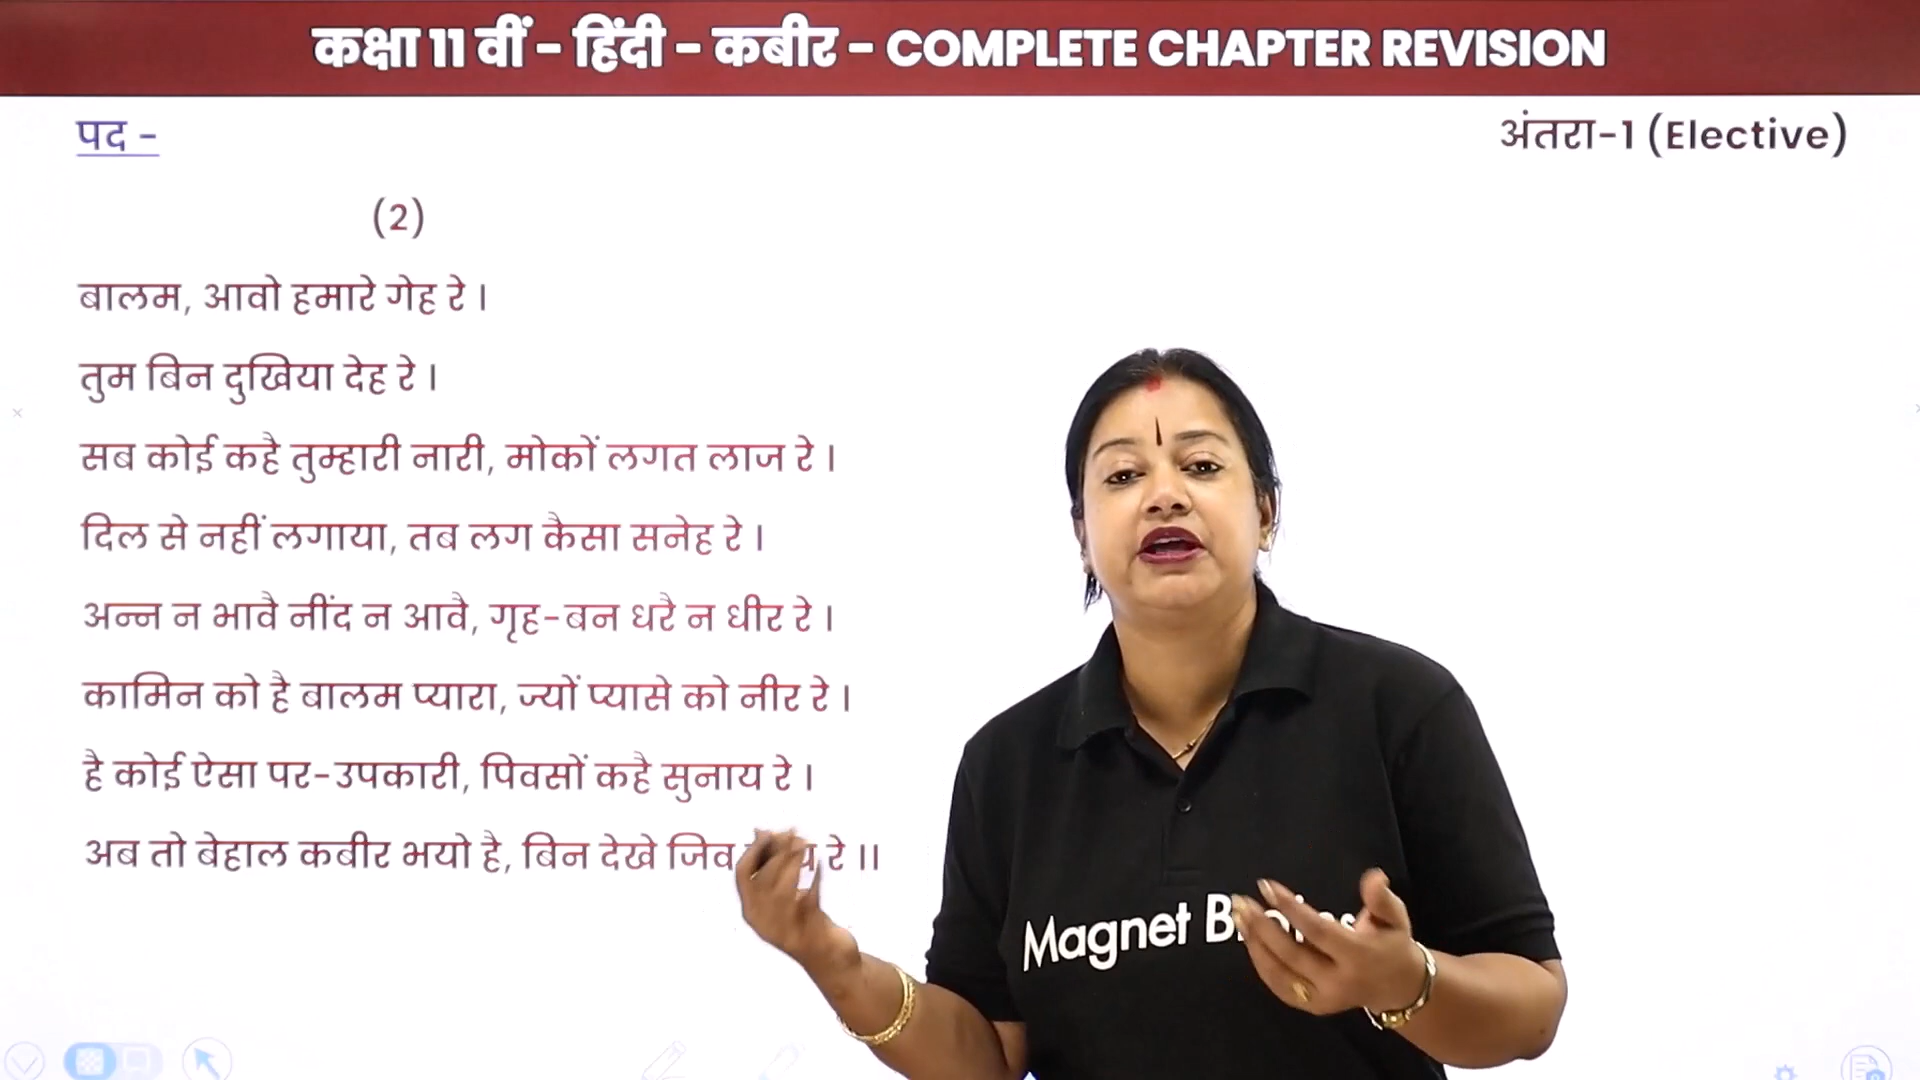 कक्षा 11 वीं – हिंदी – कबीर – COMPLETE CHAPTER REVISION
पद –
अंतरा-1 (Elective)
(2)
बालम, आवो हमारे गेह रे ।
तुम बिन दुखिया देह रे ।
सब कोई कहै तुम्हारी नारी, मोकों लगत लाज रे ।
दिल से नहीं लगाया, तब लग कैसा सनेह रे ।
अन्न न भावै नींद न आवै, गृह-बन धरै न धीर रे ।
कामिन को है बालम प्यारा, ज्यों प्यासे को नीर रे ।
है कोई ऐसा पर-उपकारी, पिवसों कहै सुनाय रे ।
अब तो बेहाल कबीर भयो है, बिन देखे जिव रे ।।
Magnet